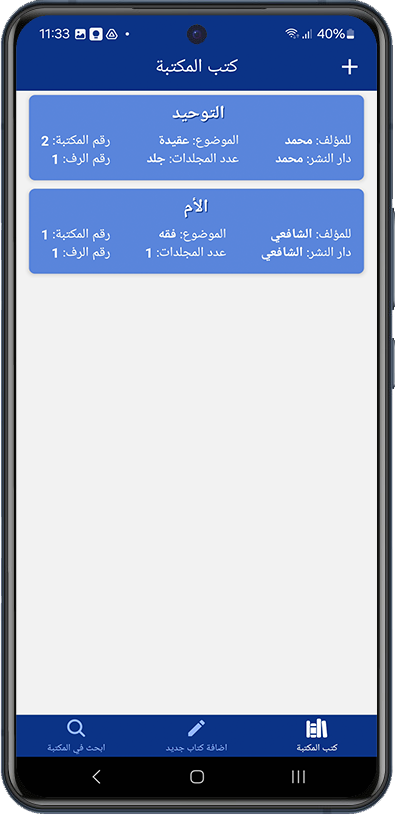 11:33 40%
كتب المكتبة
التوحيد
للمؤلف: محمد الموضوع: عقيدة رقم المكتبة: 2
دار النشر: محمد عدد المجلدات: جلد رقم الرف: 1
الأم
للمؤلف: الشافعي الموضوع: فقه رقم المكتبة: 1
دار النشر: الشافعي عدد المجلدات: 1 رقم الرف: 1
كتب المكتبة اضافة كتاب جديد ابحث في المكتبة